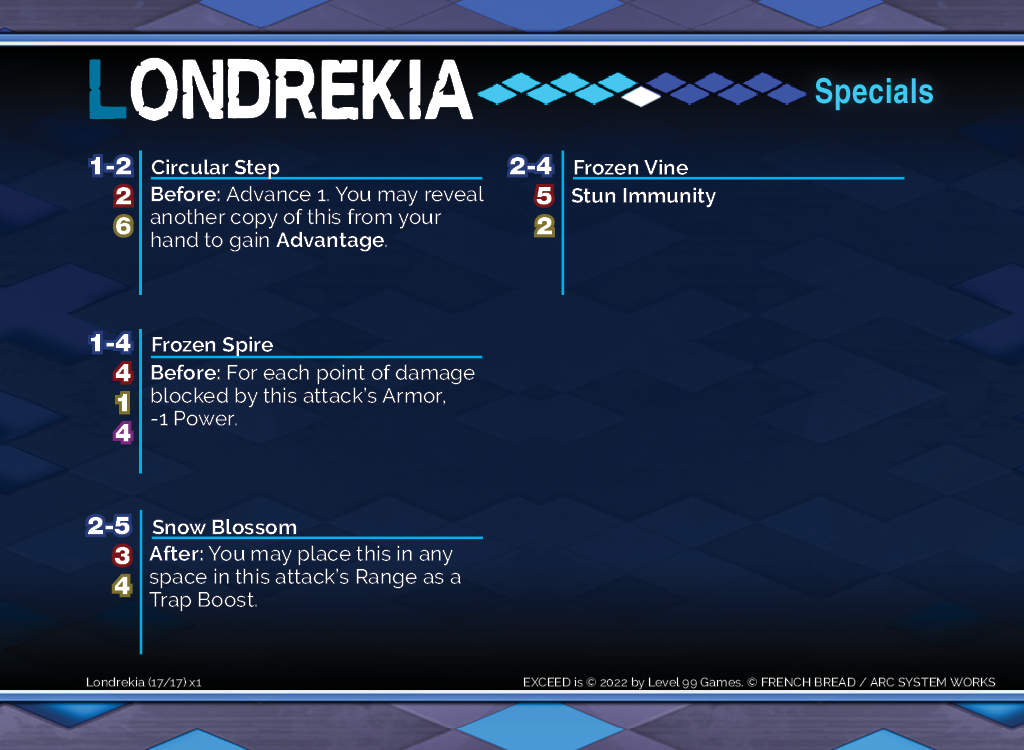 LONDREKIA
Specials
1-2
Circular Step
2
6
Before: Advance 1. You may reveal
another copy of this from your
hand to gain Advantage.
2-4
Frozen Vine
5
2
Stun Immunity
1-4
Frozen Spire
4
1
4
Before: For each point of damage
blocked by this attack's Armor,
-1 Power.
2-5
Snow Blossom
3
4
After: You may place this in any
space in this attack's Range as a
Trap Boost.
Londrekia (17/17) x1
EXCEED is © 2022 by Level 99 Games. © FRENCH BREAD / ARC SYSTEM WORKS